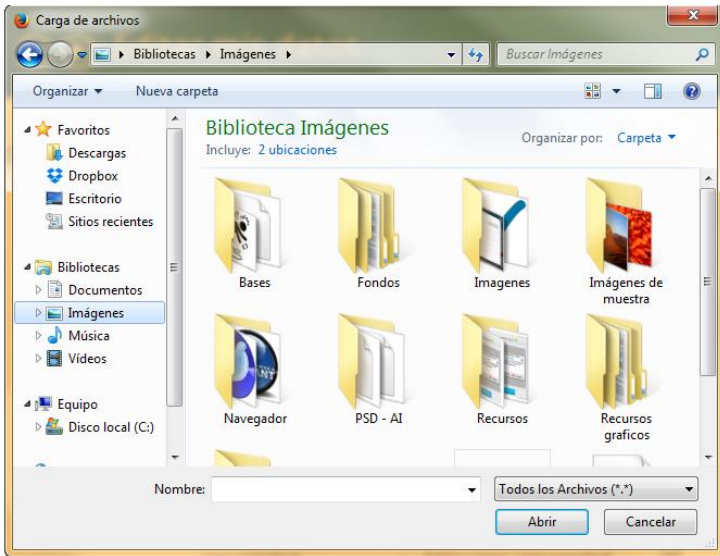 Carga de archivos
Bibliotecas Imágenes
Buscar Imágenes
Organizar Nueva carpeta
Favoritos
Descargas
Dropbox
Escritorio
Sitios recientes
Bibliotecas
Documentos
Imágenes
Música
Vídeos
Equipo
Disco local (C:)
Biblioteca Imágenes
Incluye: 2 ubicaciones
Organizar por: Carpeta
Bases
Fondos
Imagenes
Imágenes de
muestra
Navegador
PSD - AI
Recursos
Recursos
graficos
Nombre:
Todos los Archivos (*.*)
Abrir
Cancelar